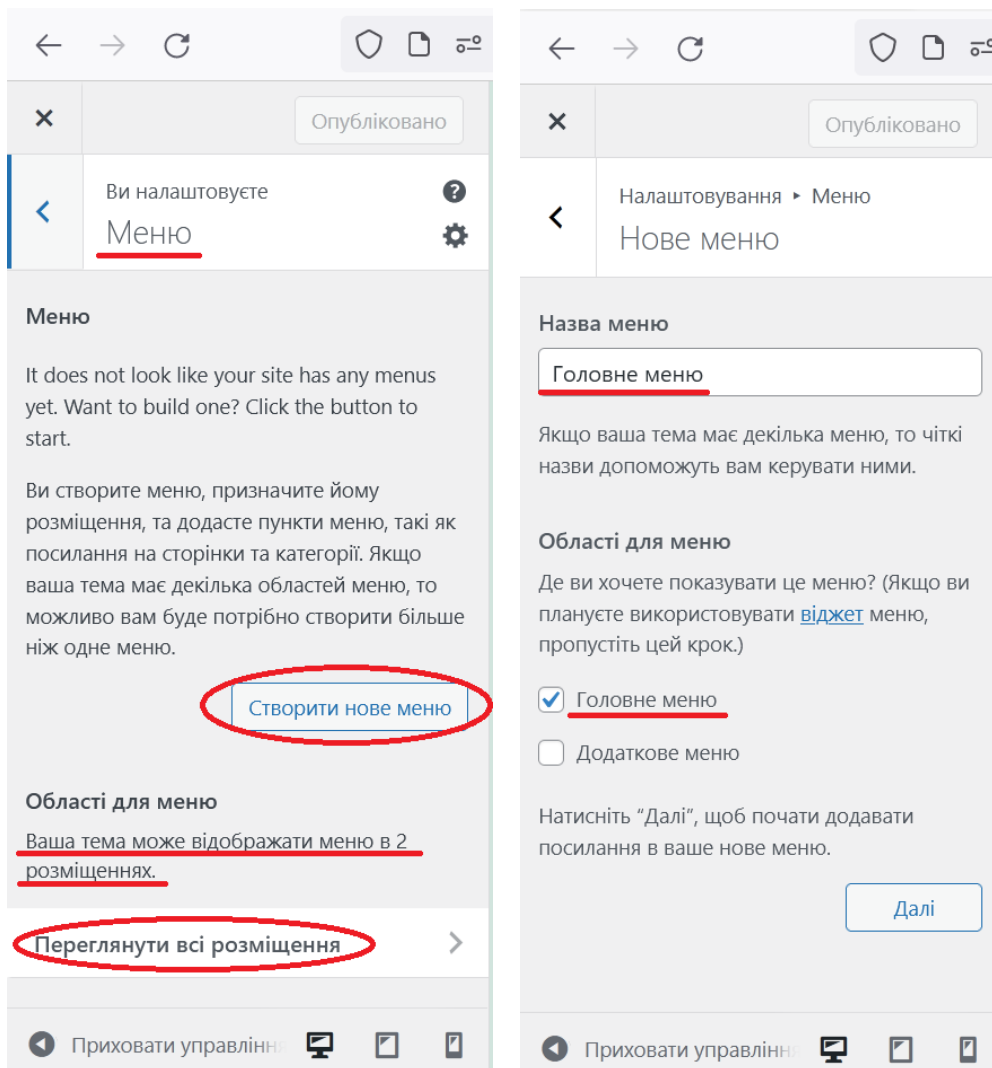 Опубліковано
Ви налаштовуєте
Меню
Меню
It does not look like your site has any menus
yet. Want to build one? Click the button to
start.
Ви створите меню, призначите йому
розміщення, та додасте пункти меню, такі як
посилання на сторінки та категорії. Якщо
ваша тема має декілька областей меню, то
можливо вам буде потрібно створити більше
ніж одне меню.
Створити нове меню
Області для меню
Ваша тема може відображати меню в 2
розміщеннях.
Переглянути всі розміщення
Приховати управлінн
Опубліковано
Налаштовування ▸ Меню
Нове меню
Назва меню
Головне меню
Якщо ваша тема має декілька меню, то чіткі
назви допоможуть вам керувати ними.
Області для меню
Де ви хочете показувати це меню? (Якщо ви
плануєте використовувати віджет меню,
пропустіть цей крок.)
Головне меню
Додаткове меню
Натисніть “Далі”, щоб почати додавати
посилання в ваше нове меню.
Далі
Приховати управлінн